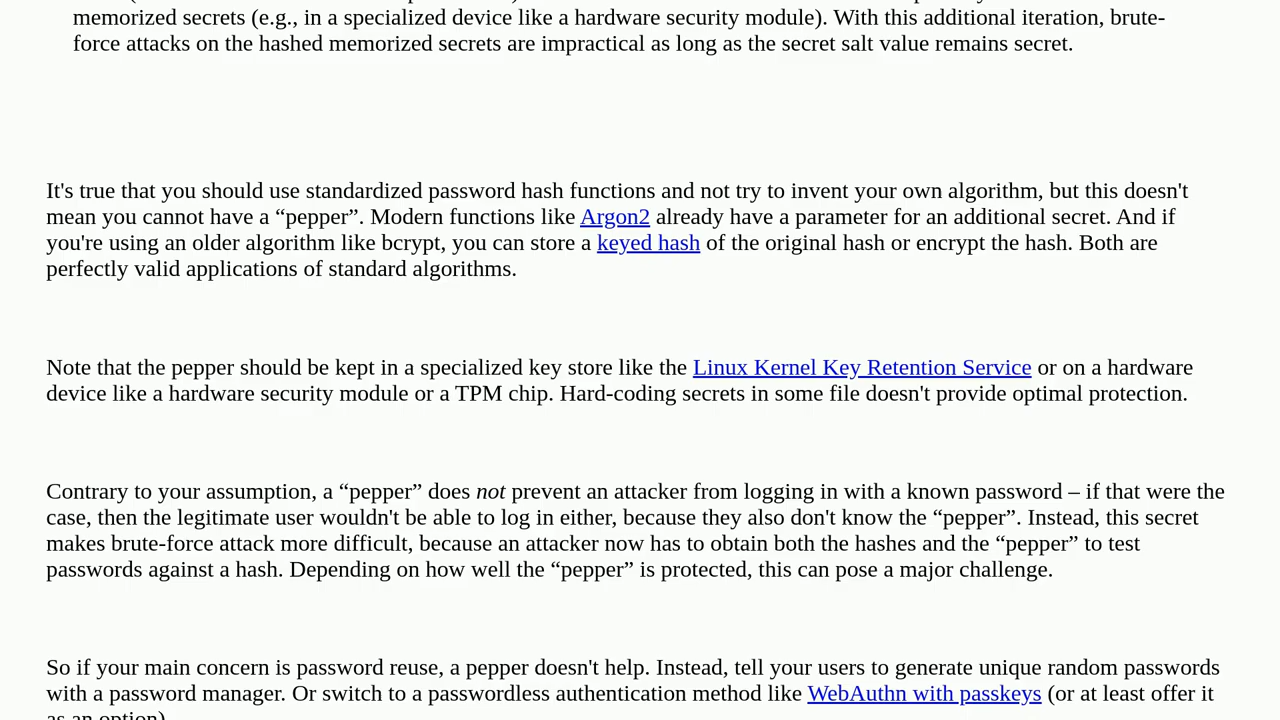 memorized secrets (e.g., in a specialized device like a hardware security module). With this additional iteration, brute-
force attacks on the hashed memorized secrets are impractical as long as the secret salt value remains secret.
It's true that you should use standardized password hash functions and not try to invent your own algorithm, but this doesn't
mean you cannot have a “pepper”. Modern functions like Argon2 already have a parameter for an additional secret. And if
you're using an older algorithm like bcrypt, you can store a keyed hash of the original hash or encrypt the hash. Both are
perfectly valid applications of standard algorithms.
Note that the pepper should be kept in a specialized key store like the Linux Kernel Key Retention Service or on a hardware
device like a hardware security module or a TPM chip. Hard-coding secrets in some file doesn't provide optimal protection.
Contrary to your assumption, a “pepper” does not prevent an attacker from logging in with a known password – if that were the
case, then the legitimate user wouldn't be able to log in either, because they also don't know the “pepper”. Instead, this secret
makes brute-force attack more difficult, because an attacker now has to obtain both the hashes and the “pepper” to test
passwords against a hash. Depending on how well the “pepper” is protected, this can pose a major challenge.
So if your main concern is password reuse, a pepper doesn't help. Instead, tell your users to generate unique random passwords
with a password manager. Or switch to a passwordless authentication method like WebAuthn with passkeys (or at least offer it
as an option)